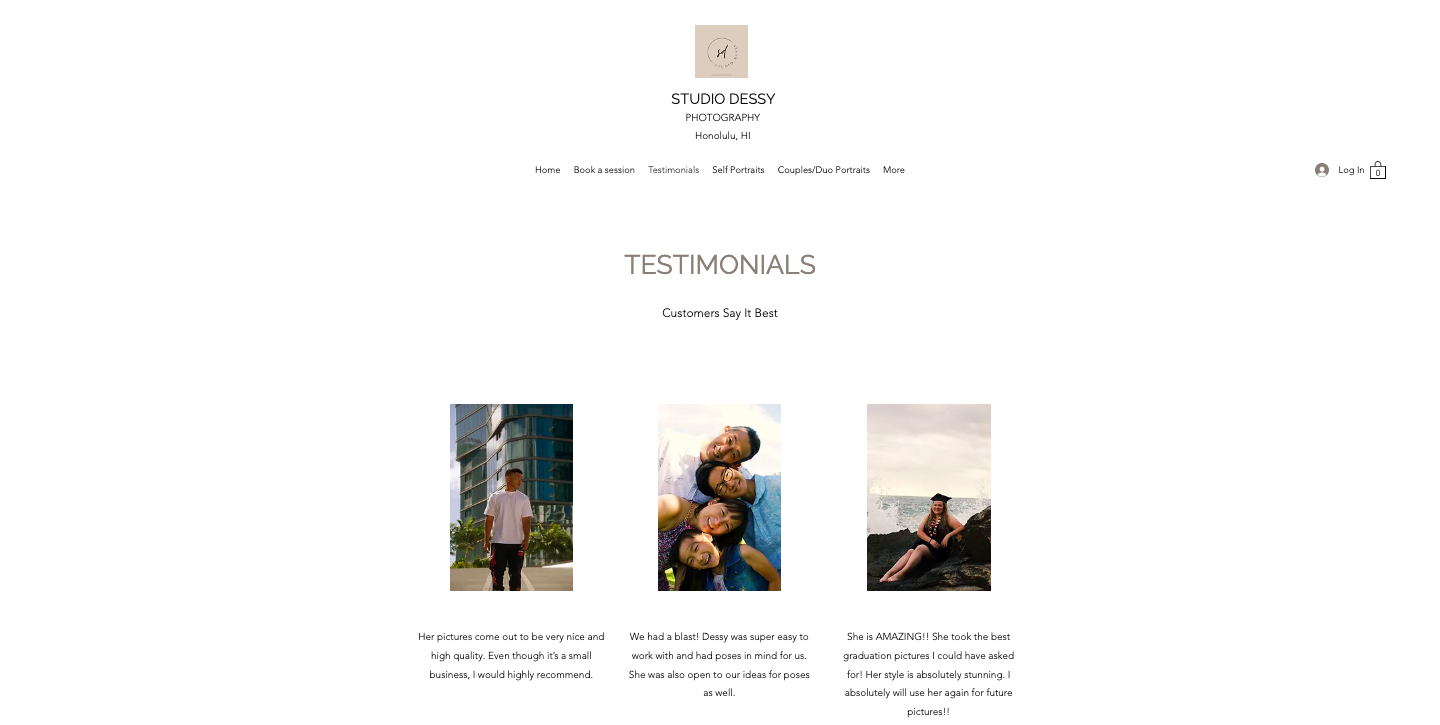 sd
STUDIO DESSY
PHOTOGRAPHY
Honolulu, HI
Home Book a session Testimonials Self Portraits Couples/Duo Portraits More
Log In
0
TESTIMONIALS
Customers Say It Best
Her pictures come out to be very nice and
high quality. Even though it's a small
business, I would highly recommend.
We had a blast! Dessy was super easy to
work with and had poses in mind for us.
She was also open to our ideas for poses
as well.
She is AMAZING!! She took the best
graduation pictures I could have asked
for! Her style is absolutely stunning. I
absolutely will use her again for future
pictures!!